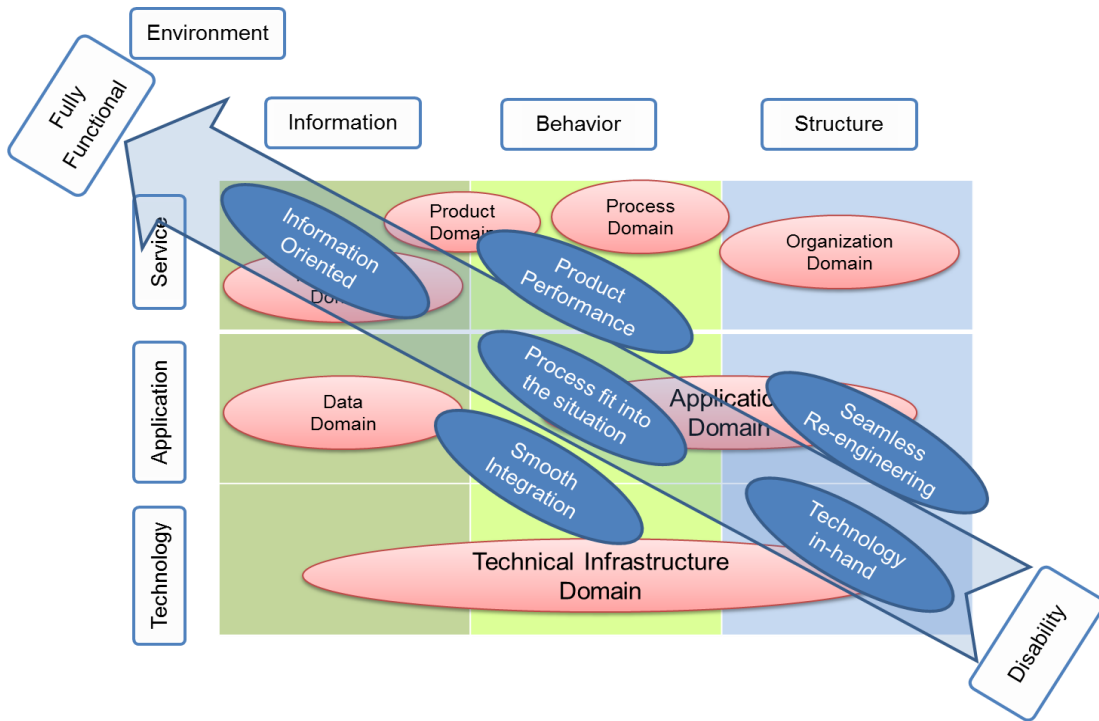 Environment
Fully
Functional
Information
Behavior
Structure
Service
Information
Oriented
Product
Domain
Process
Domain
Organization
Domain
Product
Performance
Application
Data
Domain
Process fit into
the situation
Application
Domain
Seamless
Re-engineering
Smooth
Integration
Technology
Technical Infrastructure
Domain
Technology
in-hand
Disability